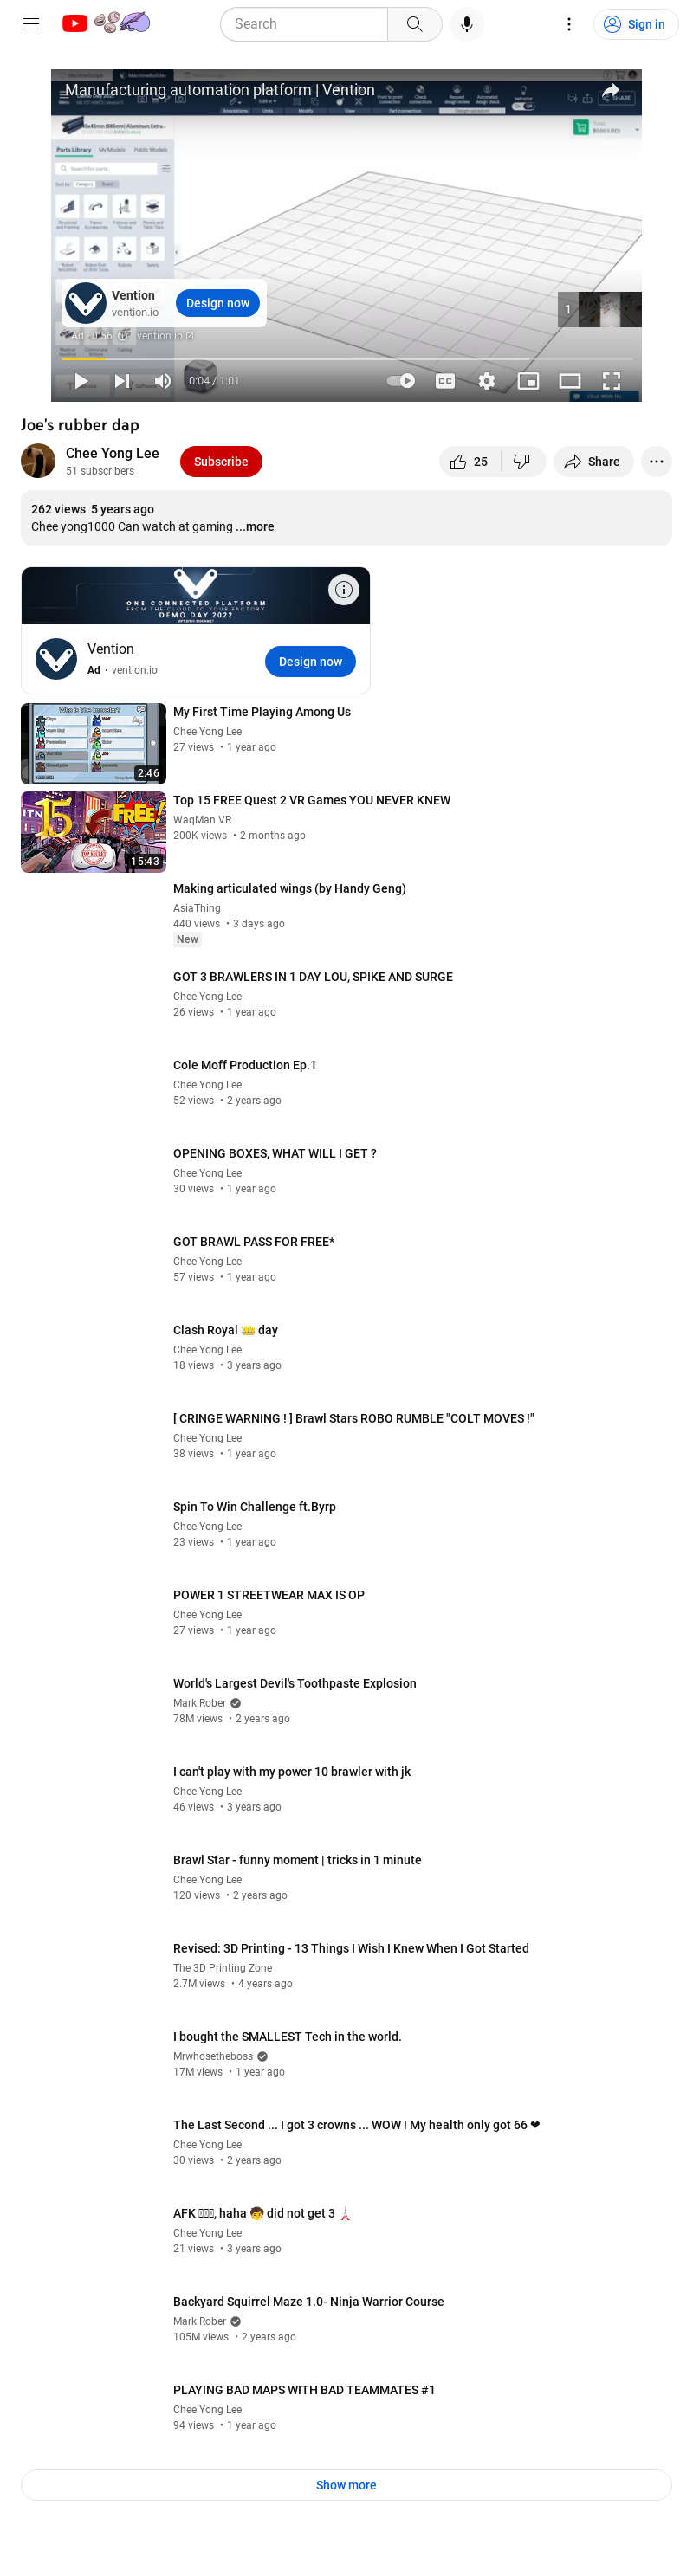 Search
Sign in
Manufacturing automation platform | Vention
SHARE
Parts Library My Models Public Models
Search for parts...
Vention
vention.io
Design now
1
Ad · 0:56 vention.io
0:04 / 1:01
CC
Joe's rubber dap
Chee Yong Lee
51 subscribers
Subscribe
25
Share
262 views 5 years ago
Chee yong1000 Can watch at gaming ...more
ONE CONNECTED PLATFORM
FROM THE CLOUD TO YOUR FACTORY
DEMO DAY 2022
Vention
Ad · vention.io
Design now
Who Is The Impostor?
2:46
My First Time Playing Among Us
Chee Yong Lee
27 views • 1 year ago
15 FREE!
15:43
Top 15 FREE Quest 2 VR Games YOU NEVER KNEW
WaqMan VR
200K views • 2 months ago
Making articulated wings (by Handy Geng)
AsiaThing
440 views • 3 days ago
New
GOT 3 BRAWLERS IN 1 DAY LOU, SPIKE AND SURGE
Chee Yong Lee
26 views • 1 year ago
Cole Moff Production Ep.1
Chee Yong Lee
52 views • 2 years ago
OPENING BOXES, WHAT WILL I GET ?
Chee Yong Lee
30 views • 1 year ago
GOT BRAWL PASS FOR FREE*
Chee Yong Lee
57 views • 1 year ago
Clash Royal 👑 day
Chee Yong Lee
18 views • 3 years ago
[ CRINGE WARNING ! ] Brawl Stars ROBO RUMBLE "COLT MOVES !"
Chee Yong Lee
38 views • 1 year ago
Spin To Win Challenge ft.Byrp
Chee Yong Lee
23 views • 1 year ago
POWER 1 STREETWEAR MAX IS OP
Chee Yong Lee
27 views • 1 year ago
World's Largest Devil's Toothpaste Explosion
Mark Rober
78M views • 2 years ago
I can't play with my power 10 brawler with jk
Chee Yong Lee
46 views • 3 years ago
Brawl Star - funny moment | tricks in 1 minute
Chee Yong Lee
120 views • 2 years ago
Revised: 3D Printing - 13 Things I Wish I Knew When I Got Started
The 3D Printing Zone
2.7M views • 4 years ago
I bought the SMALLEST Tech in the world.
Mrwhosetheboss
17M views • 1 year ago
The Last Second ... I got 3 crowns ... WOW ! My health only got 66 ❤
Chee Yong Lee
30 views • 2 years ago
AFK , haha 🧒 did not get 3 🗼
Chee Yong Lee
21 views • 3 years ago
Backyard Squirrel Maze 1.0- Ninja Warrior Course
Mark Rober
105M views • 2 years ago
PLAYING BAD MAPS WITH BAD TEAMMATES #1
Chee Yong Lee
94 views • 1 year ago
Show more